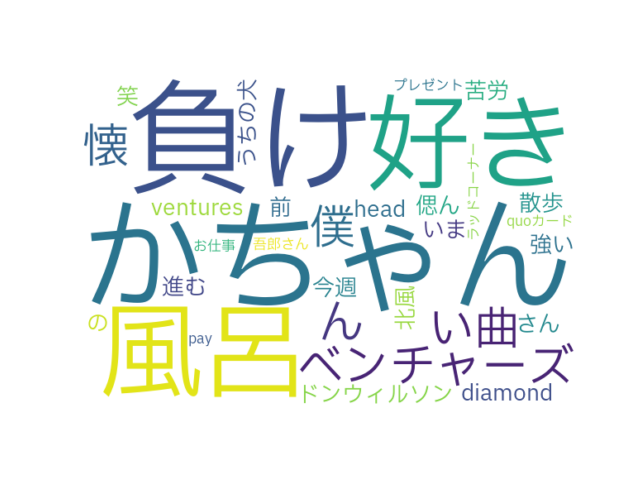 プレゼント
笑
負け
うちの犬
好き
苦労
懐
ラッドコーナー
ventures
前
head
偲ん
散歩
quoカード
かちゃん
お仕事
吾郎さん
僕
いま
強い
進む
今週
北風
の
風呂
pay
ん
い曲
さん
ベンチャーズ
ドンウィルソン
diamond